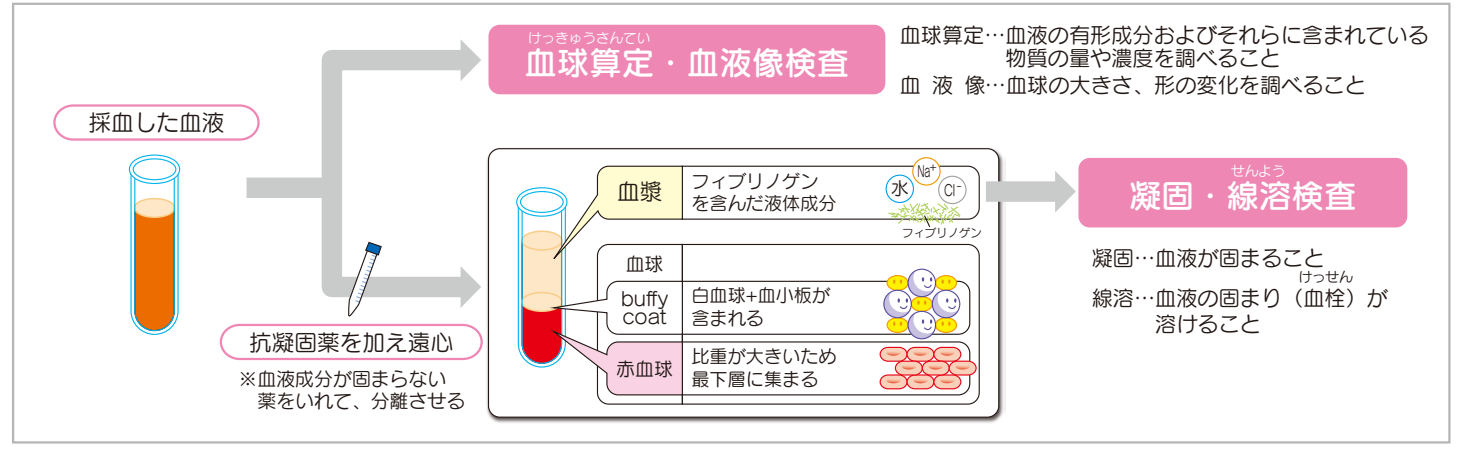 採血した血液
けっきゅうさんてい
血球算定・血液像検査
血球算定…血液の有形成分およびそれらに含まれている
物質の量や濃度を調べること
血液像…血球の大きさ、形の変化を調べること
抗凝固薬を加え遠心
※血液成分が固まらない
薬をいれて、分離させる
血漿
フィブリノゲン
を含んだ液体成分
水
Na⁺
Cl⁻
フィブリノゲン
血球
buffy
coat
白血球+血小板が
含まれる
赤血球
比重が大きいため
最下層に集まる
せんよう
凝固・線溶検査
凝固…血液が固まること
けっせん
線溶…血液の固まり（血栓）が
溶けること